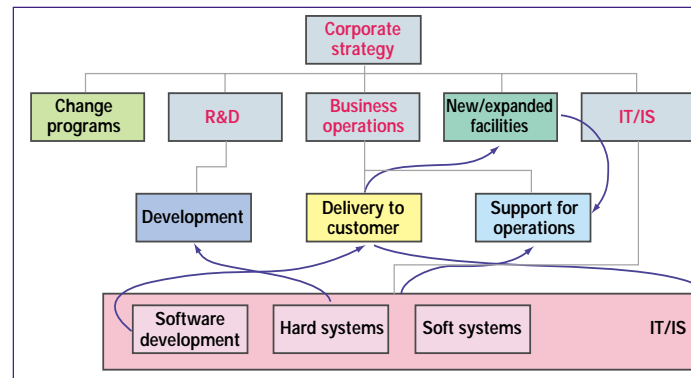 Corporate
strategy
Change
programs
R&D
Business
operations
New/expanded
facilities
IT/IS
Development
Delivery to
customer
Support for
operations
Software
development
Hard systems
Soft systems
IT/IS